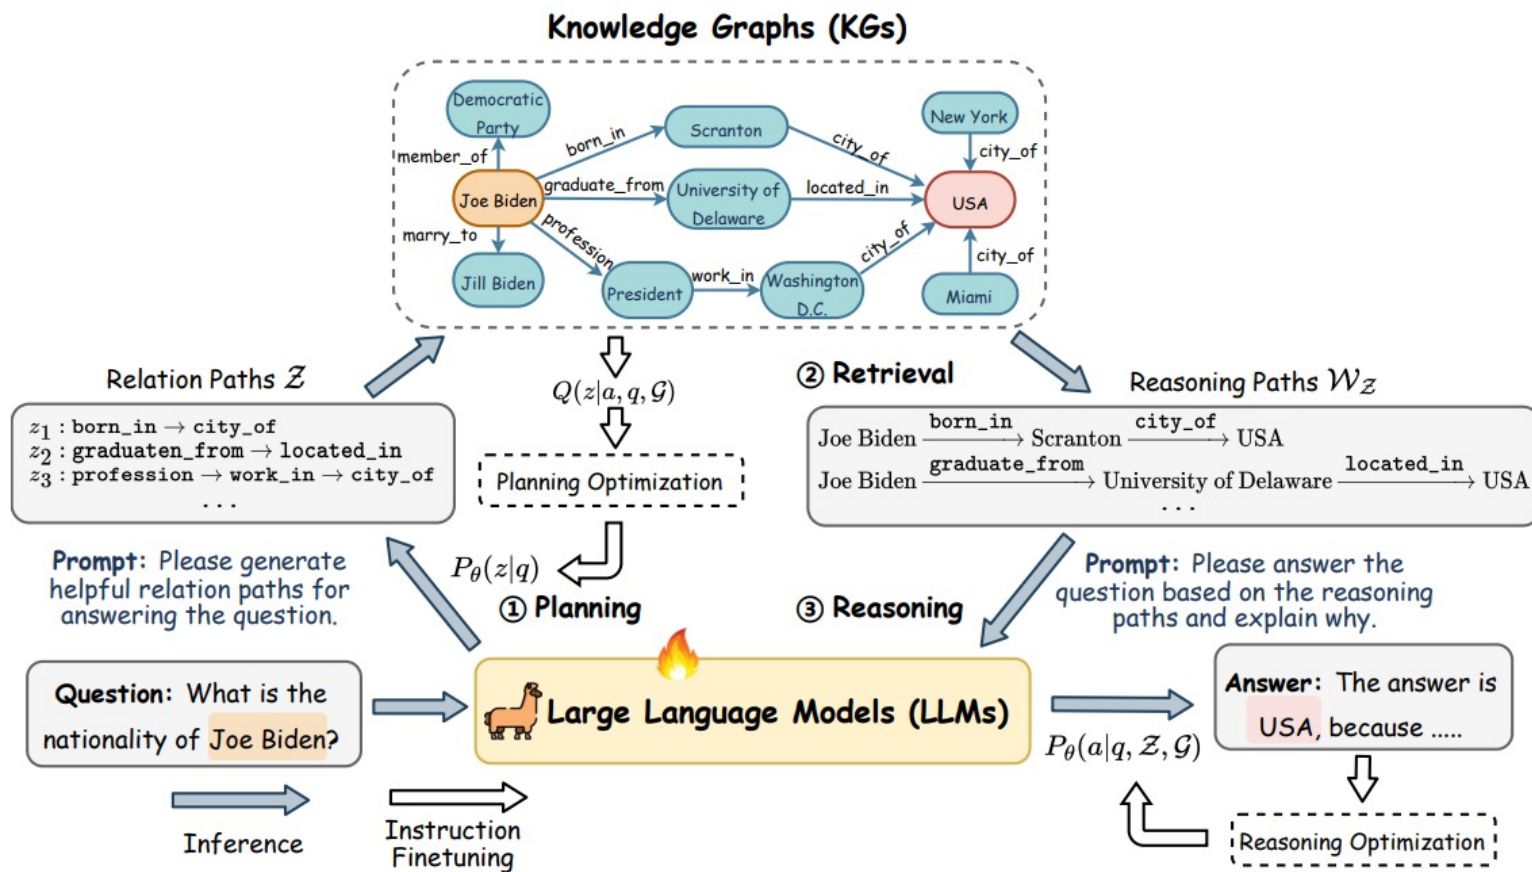 Knowledge Graphs (KGs)
Democratic
Party
member_of
Joe Biden
marry_to
Jill Biden
born_in
graduate_from
profession
Scranton
University of
Delaware
President
work_in
Washington
D.C.
city_of
located_in
city_of
New York
city_of
USA
city_of
Miami
Relation Paths 𝒵
z₁ : born_in → city_of
z₂ : graduaten_from → located_in
z₃ : profession → work_in → city_of
...
Q(z|a, q, 𝒢)
Planning Optimization
P_θ(z|q)
② Retrieval
Reasoning Paths 𝒲_𝒵
Joe Biden born_in → Scranton city_of → USA
Joe Biden graduate_from → University of Delaware located_in → USA
...
Prompt: Please generate
helpful relation paths for
answering the question.
① Planning
③ Reasoning
Prompt: Please answer the
question based on the reasoning
paths and explain why.
Question: What is the
nationality of Joe Biden?
Large Language Models (LLMs)
P_θ(a|q, 𝒵, 𝒢)
Answer: The answer is
USA, because .....
Inference
Instruction
Finetuning
Reasoning Optimization